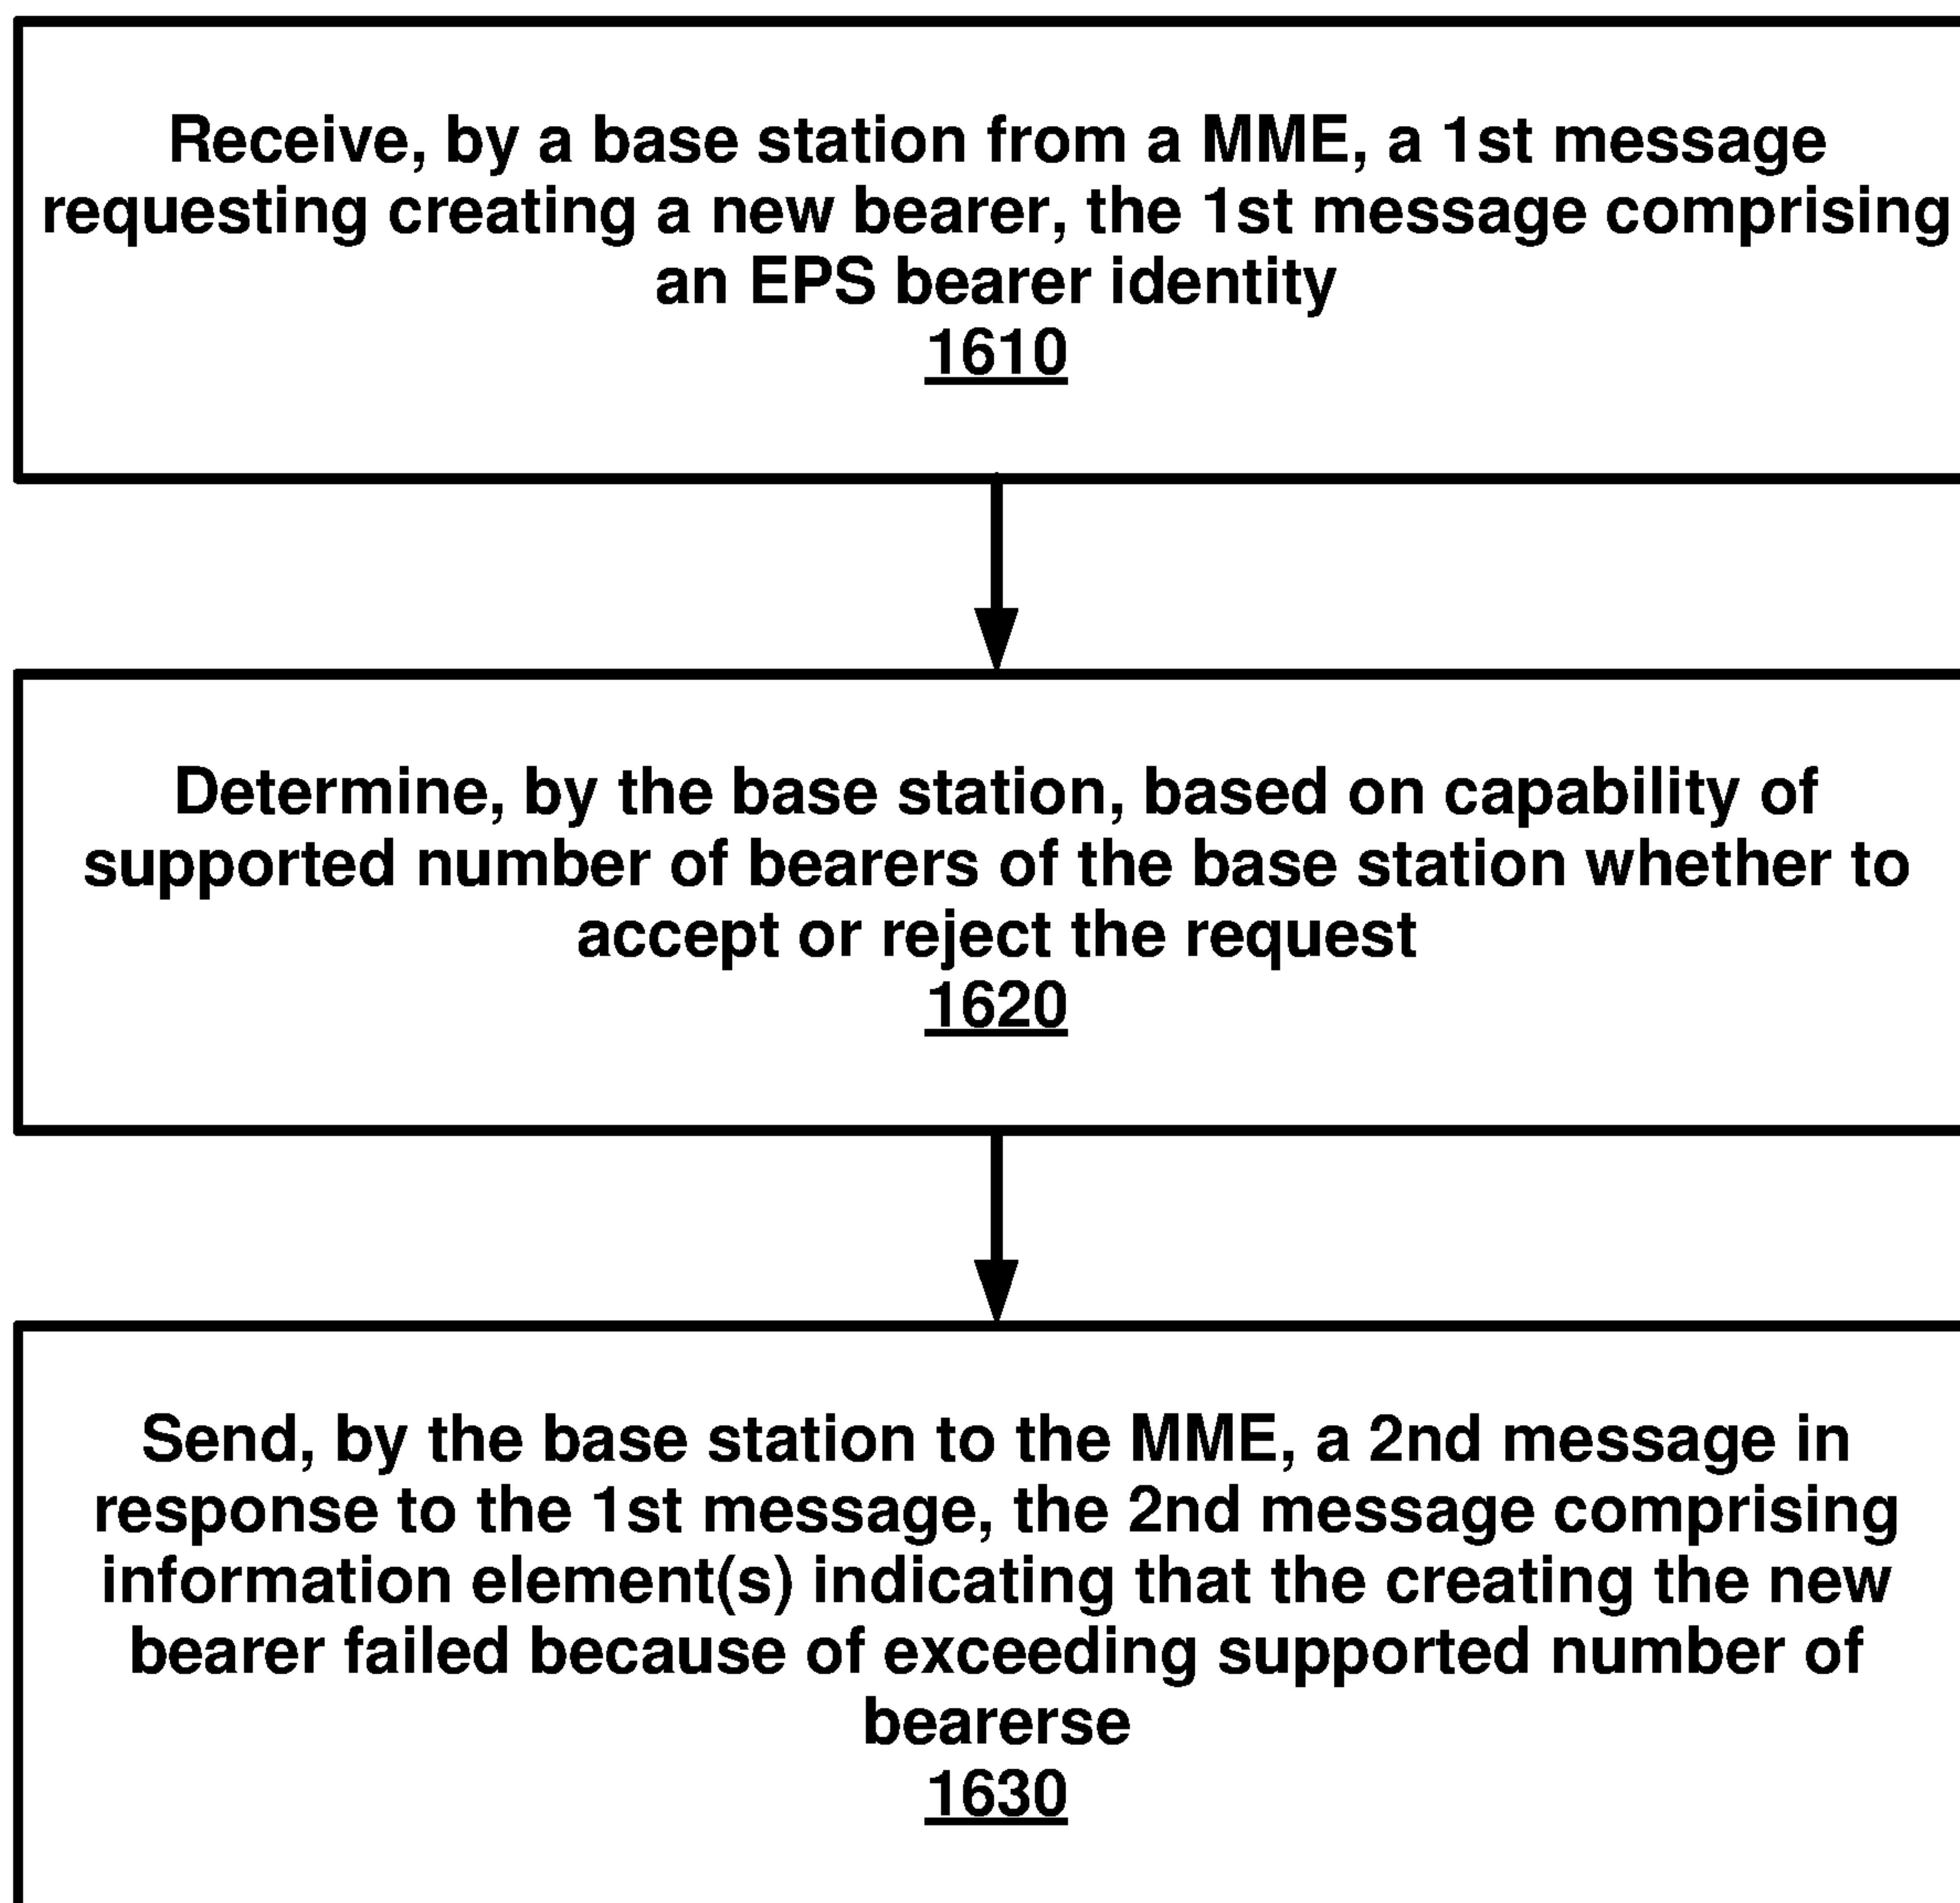 Receive, by a base station from a MME, a 1st message
requesting creating a new bearer, the 1st message comprising
an EPS bearer identity
1610
Determine, by the base station, based on capability of
supported number of bearers of the base station whether to
accept or reject the request
1620
Send, by the base station to the MME, a 2nd message in
response to the 1st message, the 2nd message comprising
information element(s) indicating that the creating the new
bearer failed because of exceeding supported number of
bearerse
1630